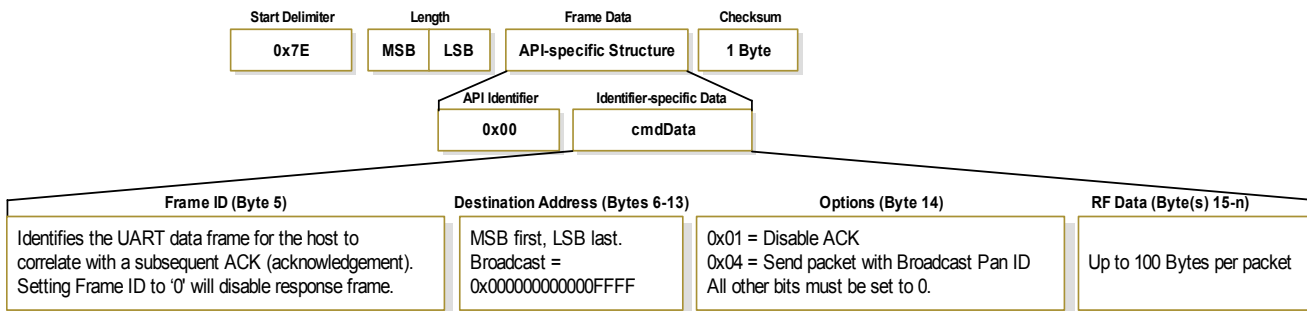 Start Delimiter
Length
Frame Data
Checksum
0x7E
MSB
LSB
API-specific Structure
1 Byte
API Identifier
Identifier-specific Data
0x00
cmdData
Frame ID (Byte 5)
Identifies the UART data frame for the host to
correlate with a subsequent ACK (acknowledgement).
Setting Frame ID to ‘0' will disable response frame.
Destination Address (Bytes 6-13)
MSB first, LSB last.
Broadcast =
0x000000000000FFFF
Options (Byte 14)
0x01 = Disable ACK
0x04 = Send packet with Broadcast Pan ID
All other bits must be set to 0.
RF Data (Byte(s) 15-n)
Up to 100 Bytes per packet